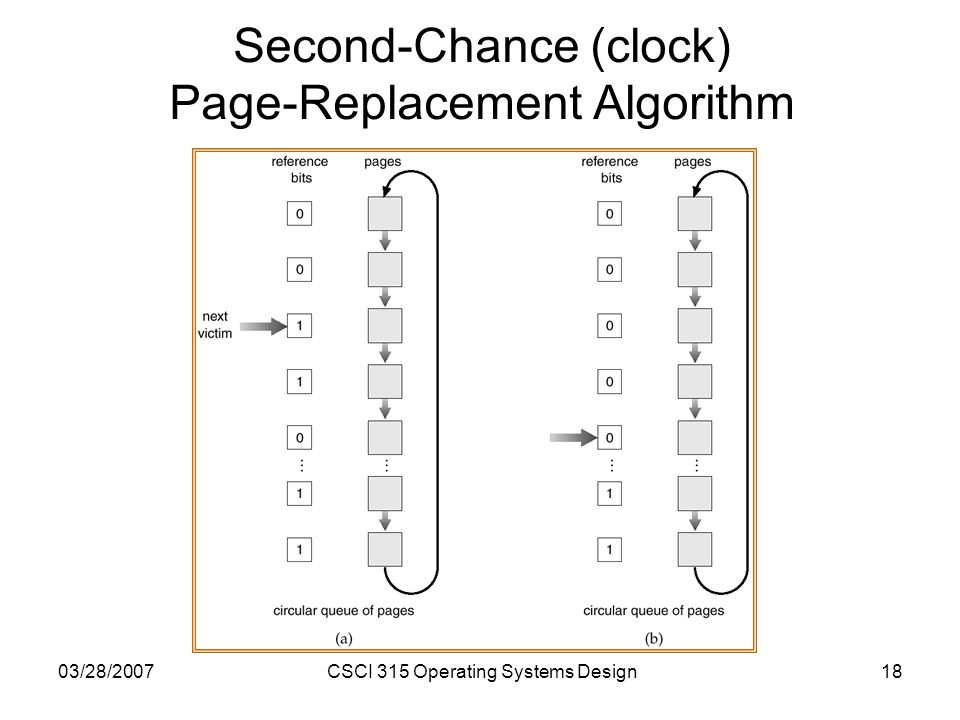 Second-Chance (clock)
Page-Replacement Algorithm
reference bits pages reference bits pages
0 0
0 0
next victim 1 0
1 0
0 0
⋮ ⋮ ⋮ ⋮
1 1
1 1
circular queue of pages circular queue of pages
(a) (b)
03/28/2007 CSCI 315 Operating Systems Design 18